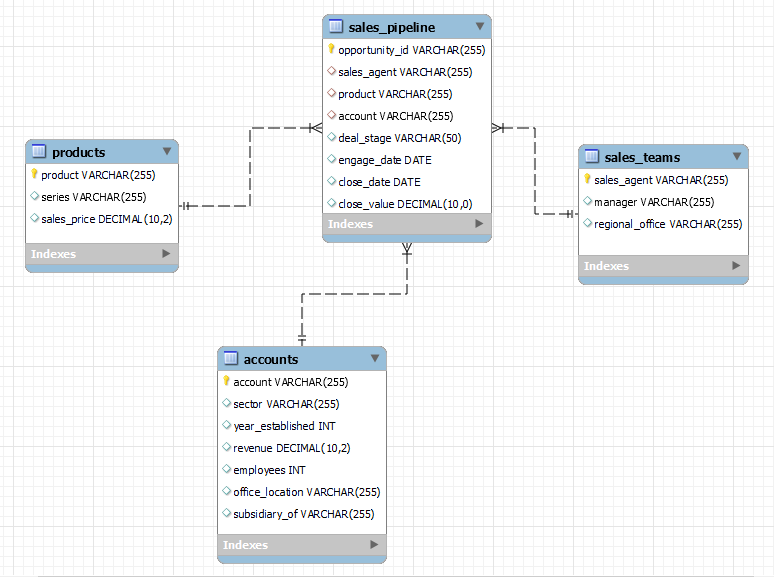 sales_pipeline
opportunity_id VARCHAR(255)
sales_agent VARCHAR(255)
product VARCHAR(255)
account VARCHAR(255)
deal_stage VARCHAR(50)
engage_date DATE
close_date DATE
close_value DECIMAL(10,0)
Indexes
products
product VARCHAR(255)
series VARCHAR(255)
sales_price DECIMAL(10,2)
Indexes
sales_teams
sales_agent VARCHAR(255)
manager VARCHAR(255)
regional_office VARCHAR(255)
Indexes
accounts
account VARCHAR(255)
sector VARCHAR(255)
year_established INT
revenue DECIMAL(10,2)
employees INT
office_location VARCHAR(255)
subsidiary_of VARCHAR(255)
Indexes